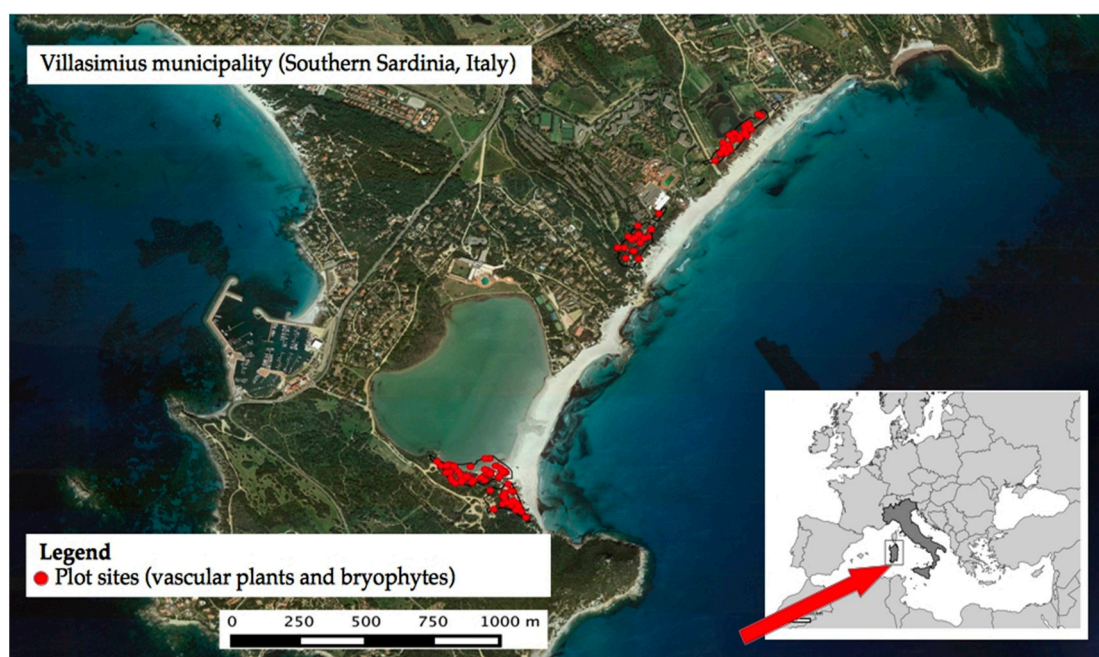 Villasimius municipality (Southern Sardinia, Italy)
Legend
Plot sites (vascular plants and bryophytes)
0 250 500 750 1000 m